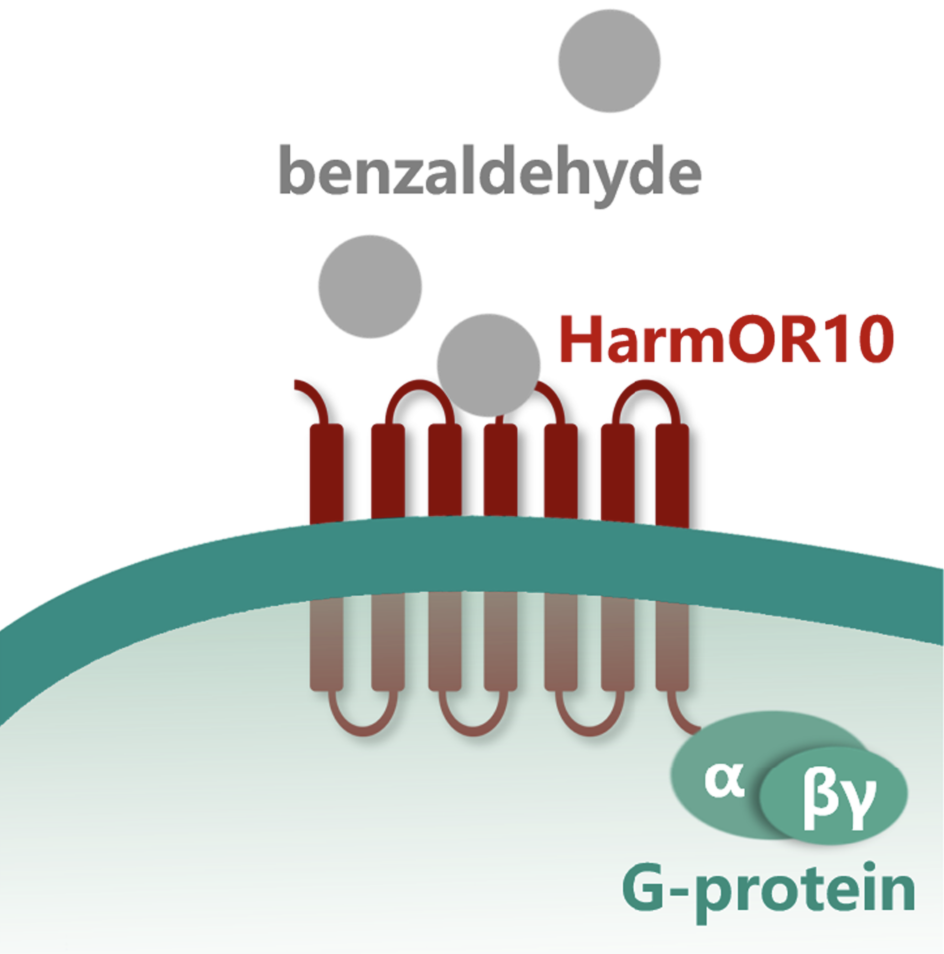 benzaldehyde
HarmOR10
α βγ
G-protein